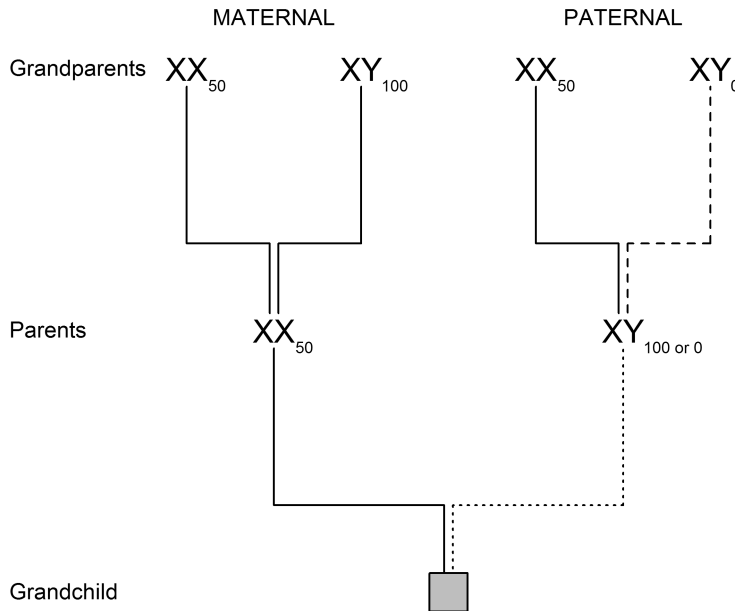 MATERNAL PATERNAL
Grandparents XX50 XY100 XX50 XY0
Parents XX50 XY100 or 0
Grandchild